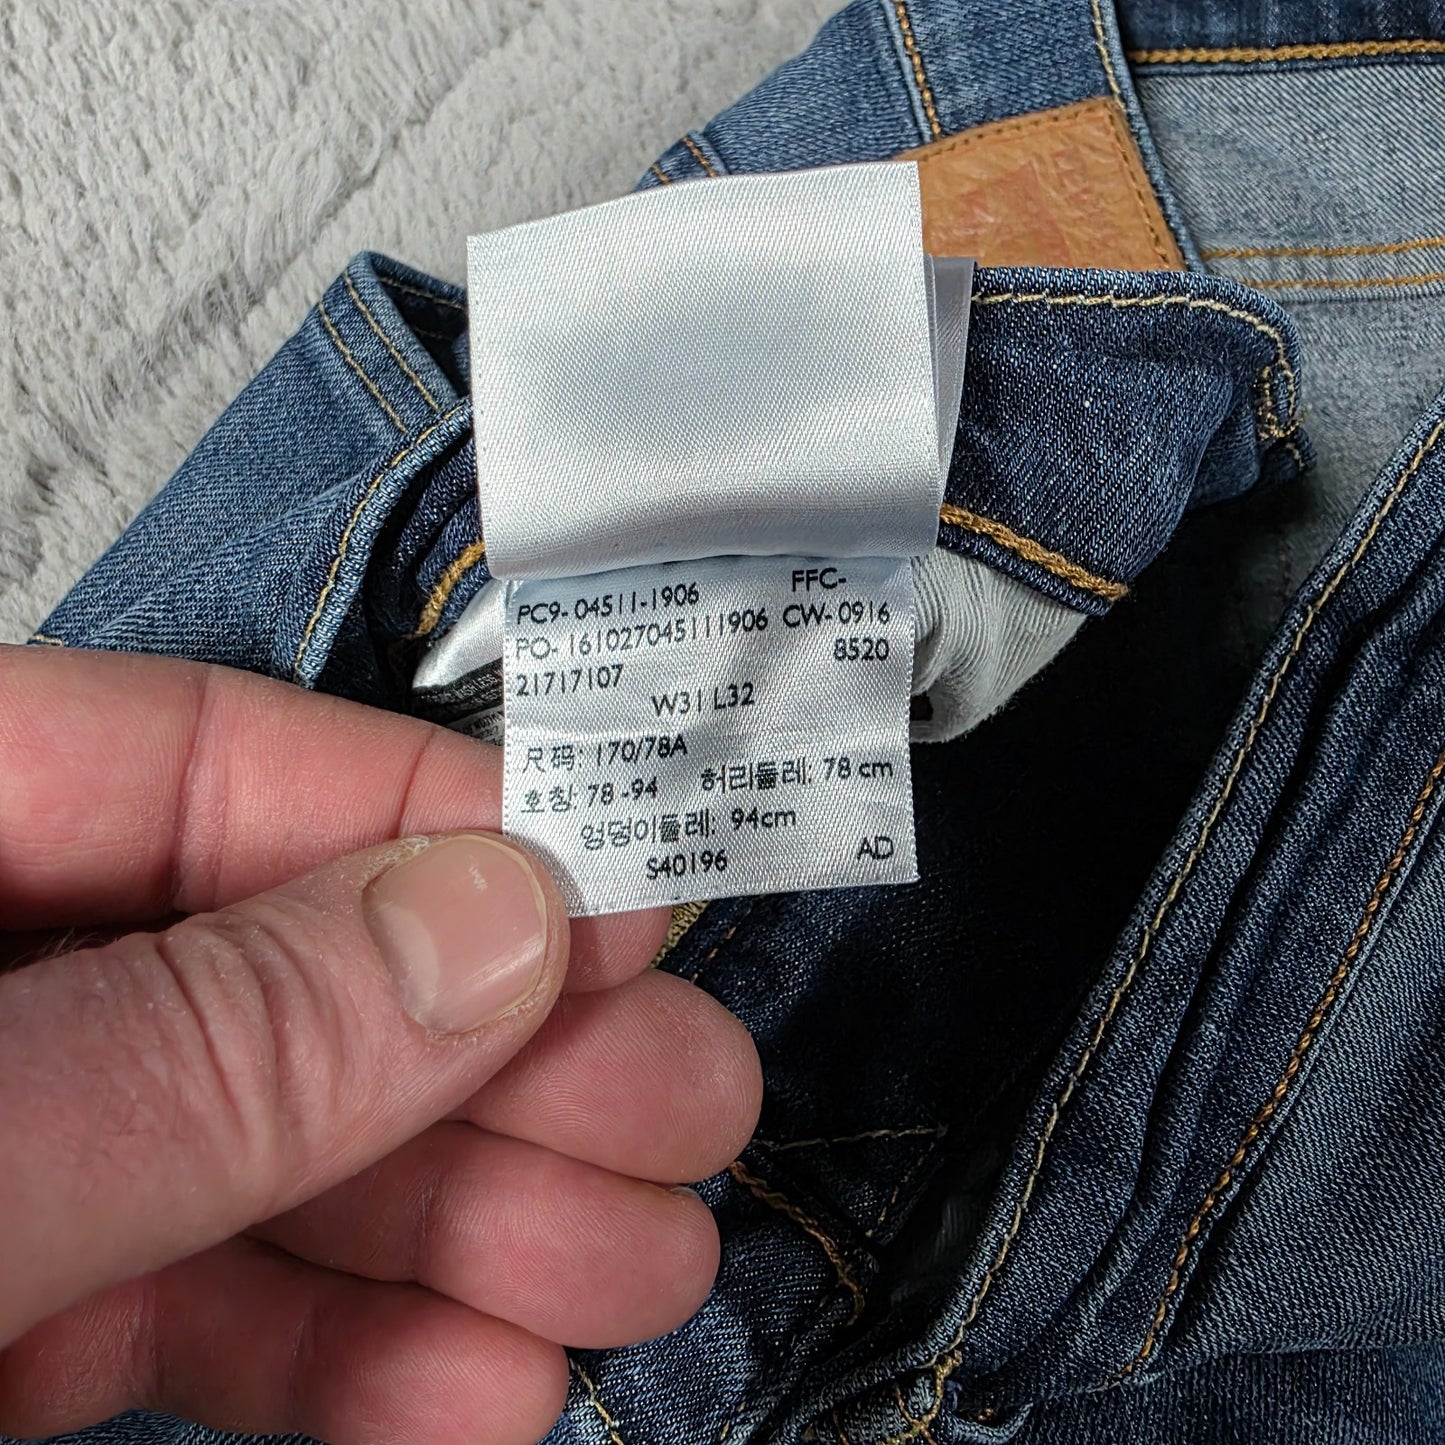 PC9- 04511-1906 FFC-
PO- 161027045111906 CW- 0916
21717107 8520
W31 L32
尺码: 170/78A
호칭: 78 -94 허리둘레: 78 cm
엉덩이둘레: 94cm
S40196 AD